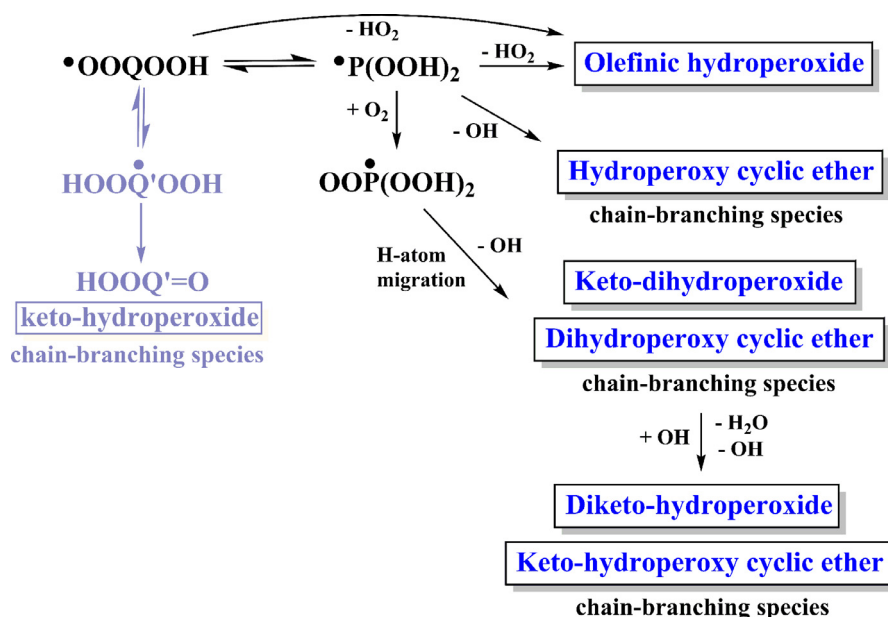 - HO₂
•OOQOOH
•P(OOH)₂
- HO₂
Olefinic hydroperoxide
+ O₂
- OH
HOOQ̇'OOH
OOṖ(OOH)₂
Hydroperoxy cyclic ether
chain-branching species
H-atom
migration
- OH
HOOQ'=O
keto-hydroperoxide
chain-branching species
Keto-dihydroperoxide
Dihydroperoxy cyclic ether
chain-branching species
+ OH
- H₂O
- OH
Diketo-hydroperoxide
Keto-hydroperoxy cyclic ether
chain-branching species